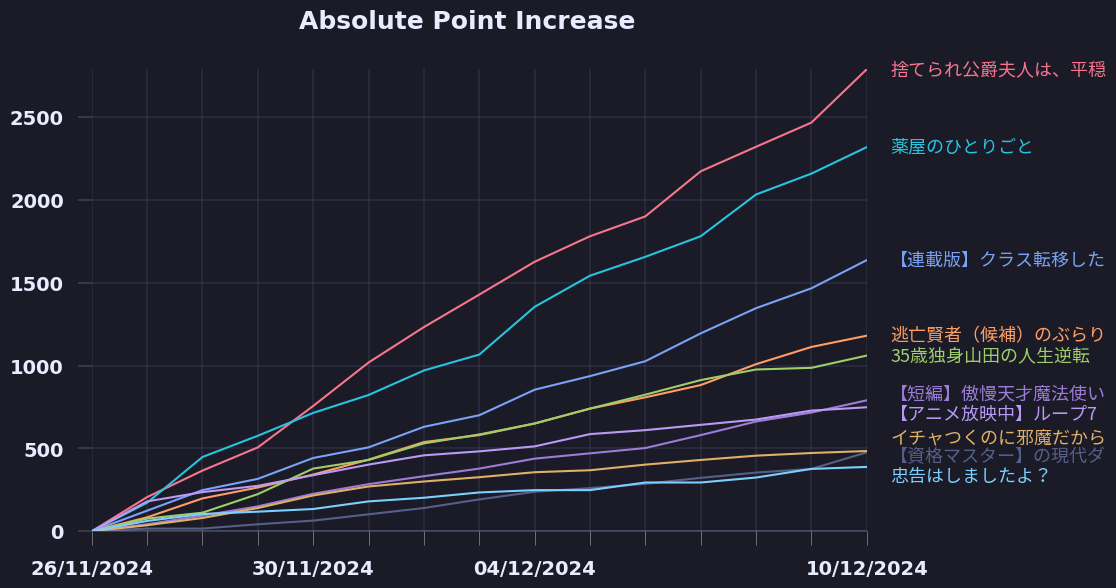 Absolute Point Increase
2500
2000
1500
1000
500
0
26/11/2024
30/11/2024
04/12/2024
10/12/2024
捨てられ公爵夫人は、平穏
薬屋のひとりごと
【連載版】クラス転移した
逃亡賢者（候補）のぶらり
35歳独身山田の人生逆転
【短編】傲慢天才魔法使い
【アニメ放映中】ループ7
イチャつくのに邪魔だから
【資格マスター】の現代ダ
忠告はしましたよ？